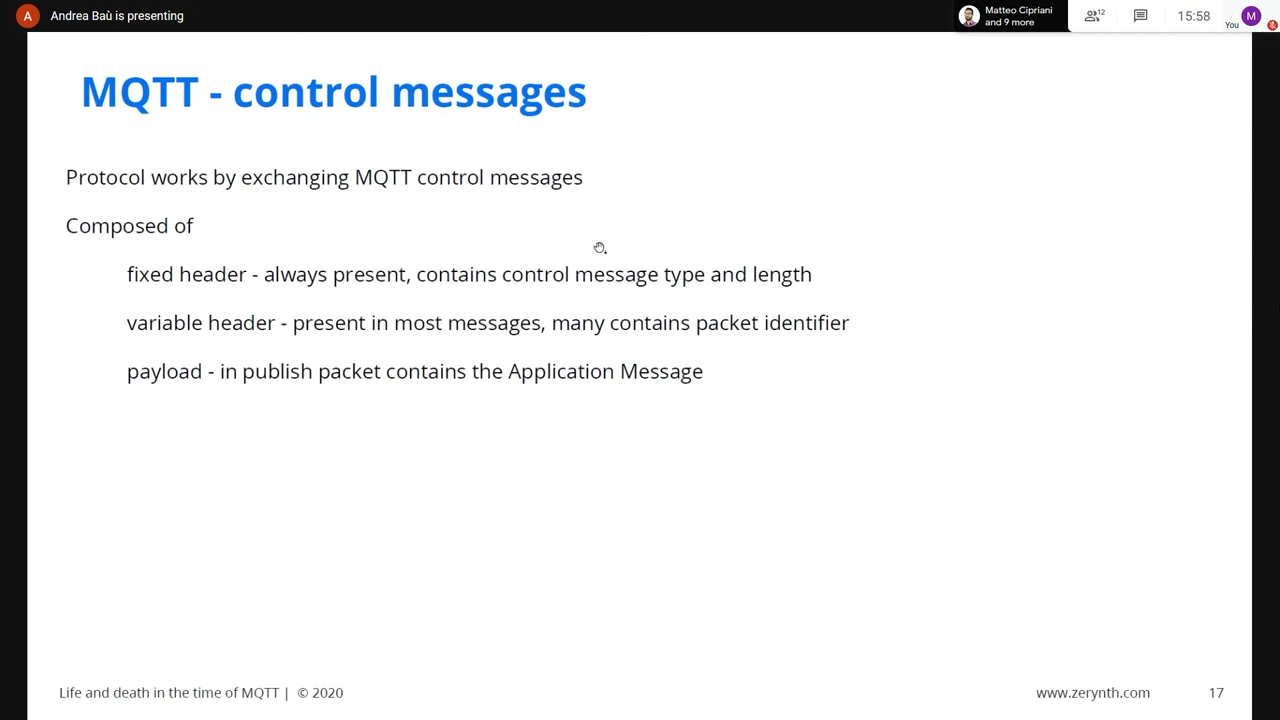 A Andrea Baù is presenting
Matteo Cipriani
and 9 more
12
15:58
You
M
MQTT - control messages
Protocol works by exchanging MQTT control messages
Composed of
fixed header - always present, contains control message type and length
variable header - present in most messages, many contains packet identifier
payload - in publish packet contains the Application Message
Life and death in the time of MQTT | © 2020
www.zerynth.com
17